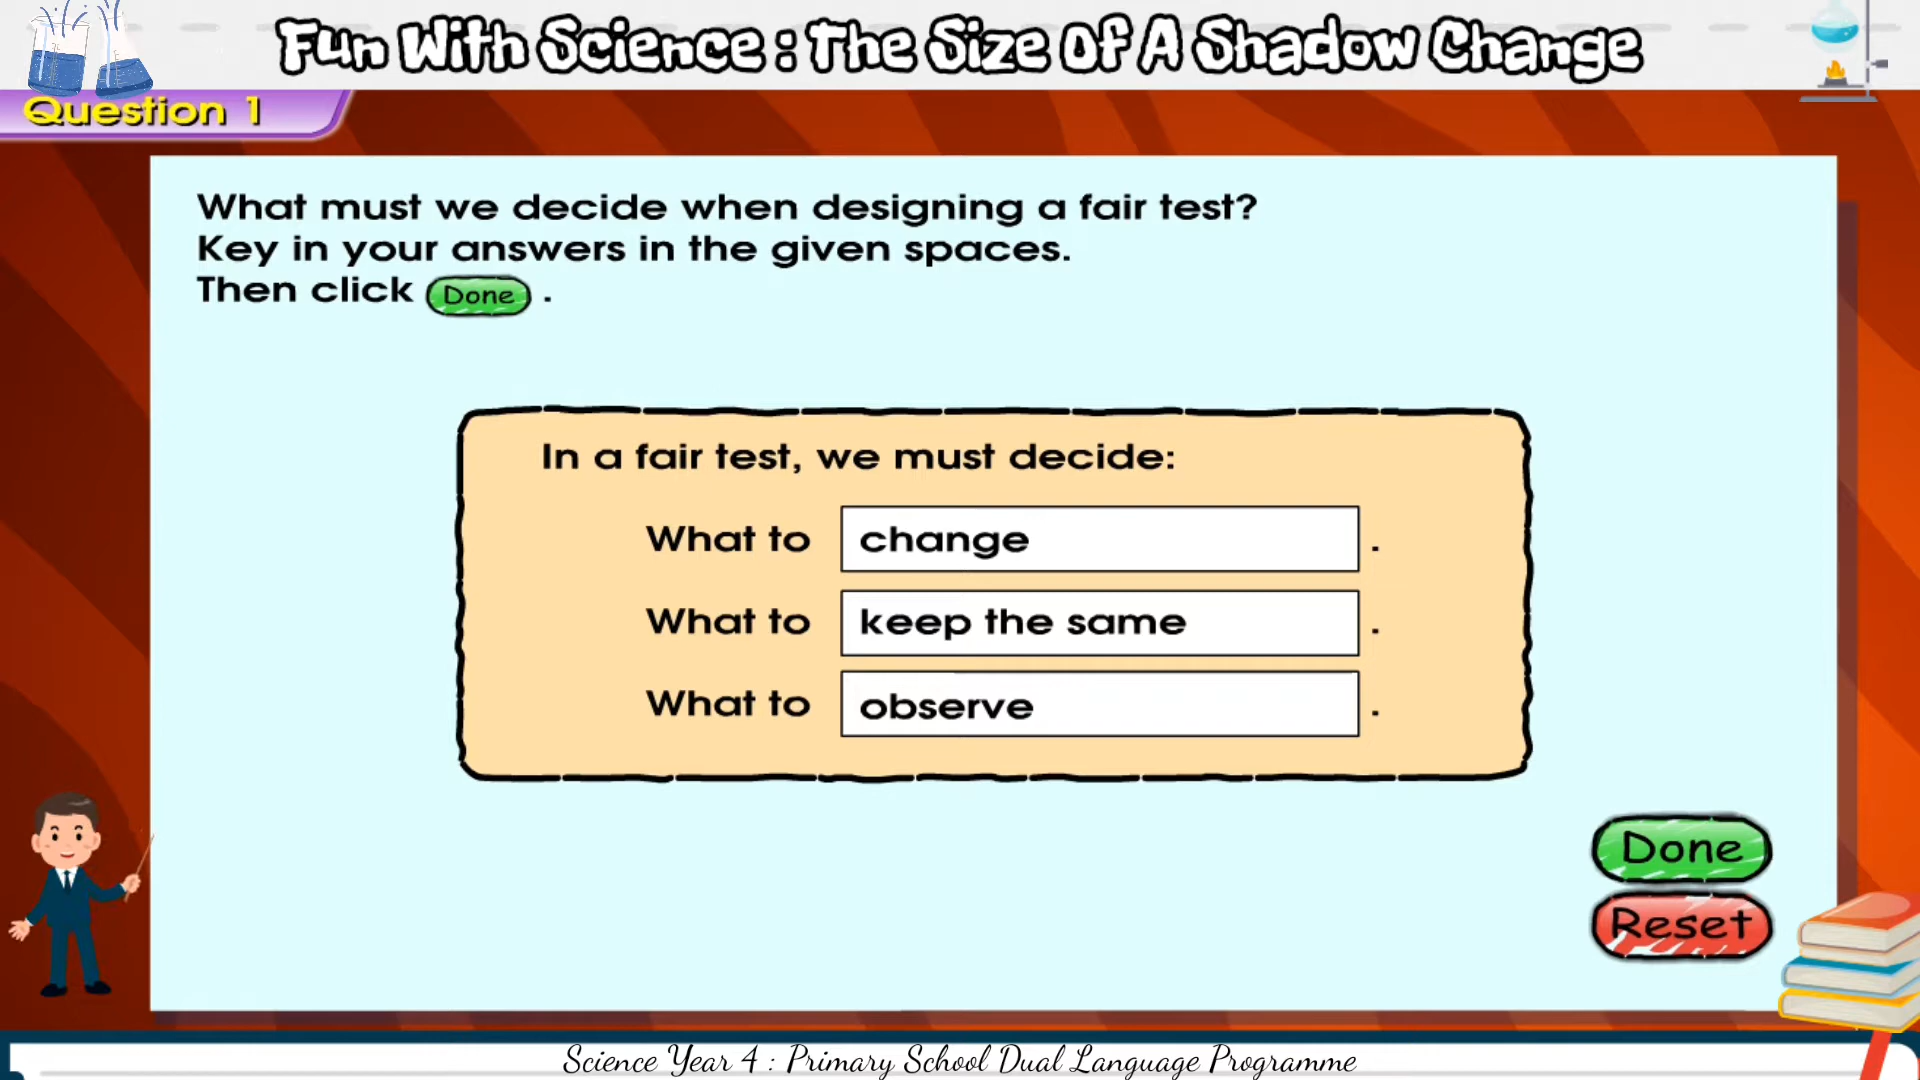 Fun With Science : The Size Of A Shadow Change
Question 1
What must we decide when designing a fair test?
Key in your answers in the given spaces.
Then click Done .
In a fair test, we must decide:
What to change .
What to keep the same .
What to observe .
Done
Reset
Science Year 4 : Primary School Dual Language Programme